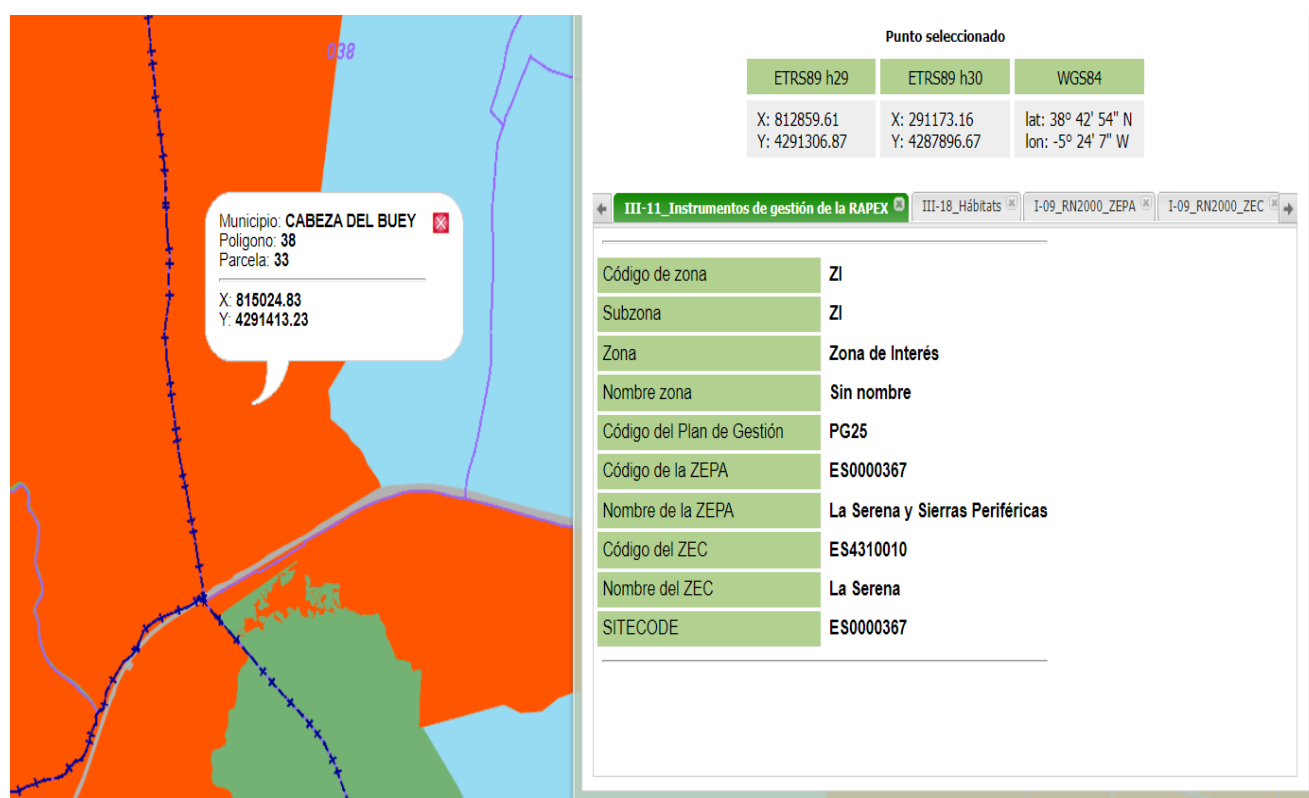 038
Municipio: CABEZA DEL BUEY
Poligono: 38
Parcela: 33
X: 815024.83
Y: 4291413.23
Punto seleccionado
ETRS89 h29 ETRS89 h30 WGS84
X: 812859.61 X: 291173.16 lat: 38º 42' 54" N
Y: 4291306.87 Y: 4287896.67 lon: -5º 24' 7" W
III-11_Instrumentos de gestión de la RAPEX III-18_Hábitats I-09_RN2000_ZEPA I-09_RN2000_ZEC
Código de zona ZI
Subzona ZI
Zona Zona de Interés
Nombre zona Sin nombre
Código del Plan de Gestión PG25
Código de la ZEPA ES0000367
Nombre de la ZEPA La Serena y Sierras Periféricas
Código del ZEC ES4310010
Nombre del ZEC La Serena
SITECODE ES0000367